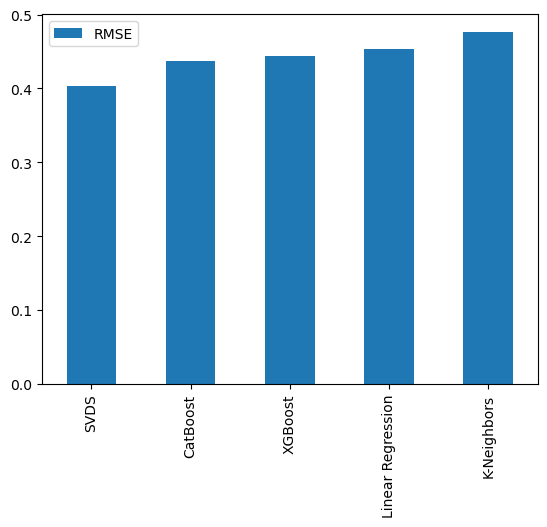 RMSE
0.5
0.4
0.3
0.2
0.1
0.0
SVDS
CatBoost
XGBoost
Linear Regression
K-Neighbors